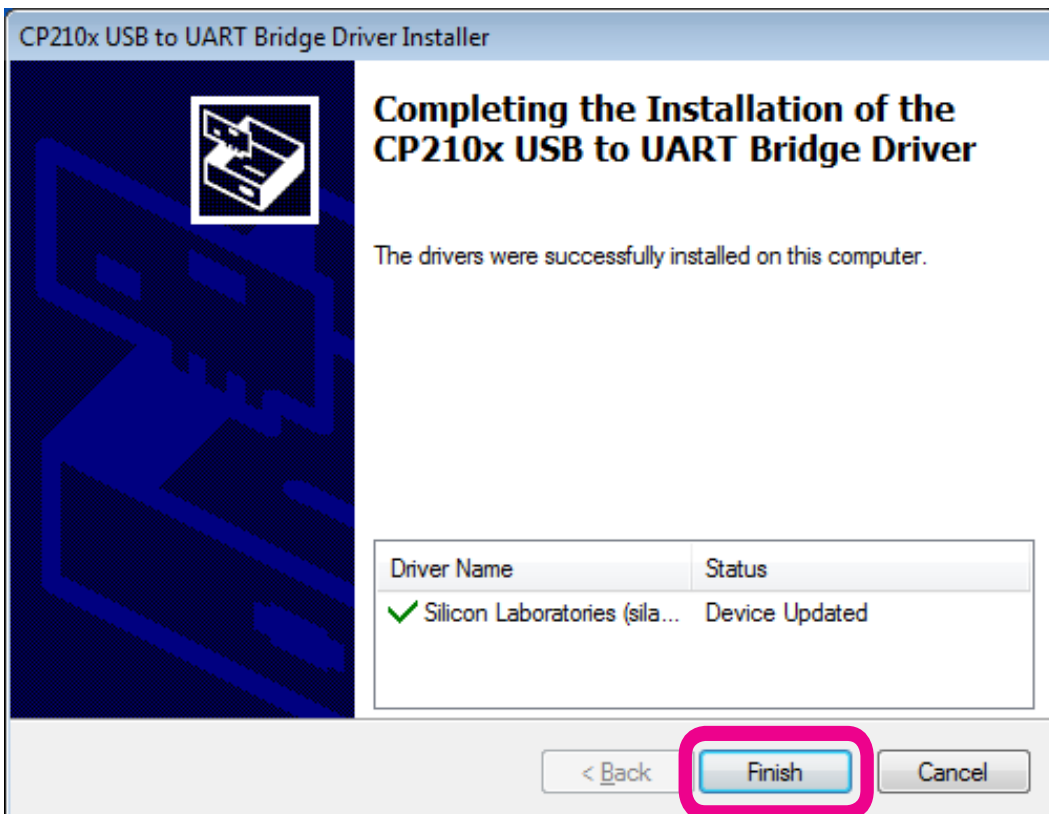 CP210x USB to UART Bridge Driver Installer
Completing the Installation of the
CP210x USB to UART Bridge Driver
The drivers were successfully installed on this computer.
Driver Name Status
Silicon Laboratories (sila... Device Updated
< Back Finish Cancel